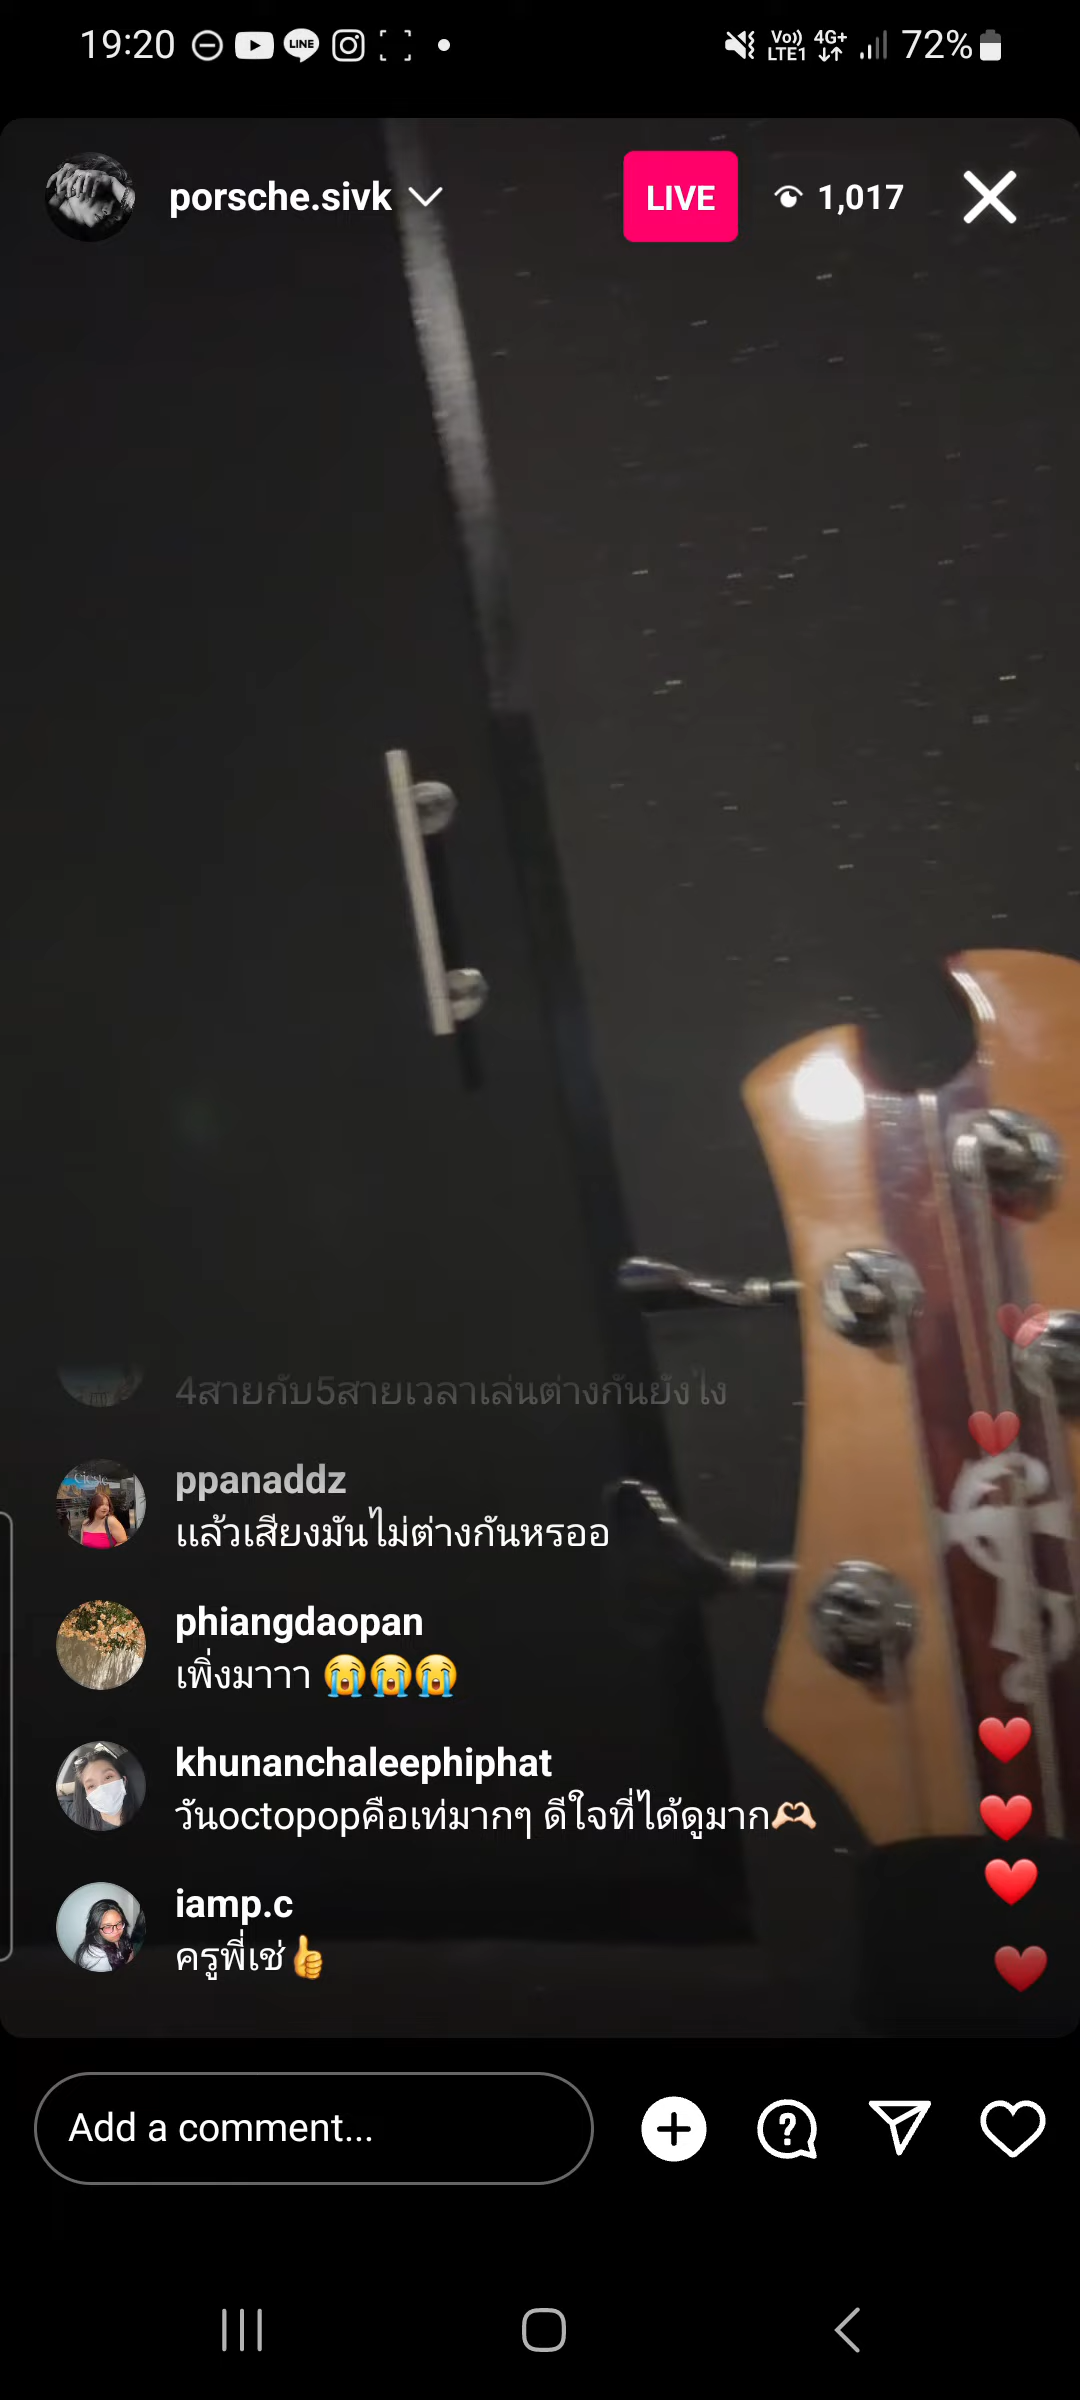 19:20
LINE
Vo)) LTE1
4G+
72%
porsche.sivk
LIVE
1,017
4สายกับ5สายเวลาเล่นต่างกันยังไง
ppanaddz
แล้วเสียงมันไม่ต่างกันหรออ
phiangdaopan
เพิ่งมาาา 😭😭😭
khunanchaleephiphat
วันoctopopคือเท่มากๆ ดีใจที่ได้ดูมาก🫶🏻
iamp.c
ครูพี่เช่👍
Add a comment...